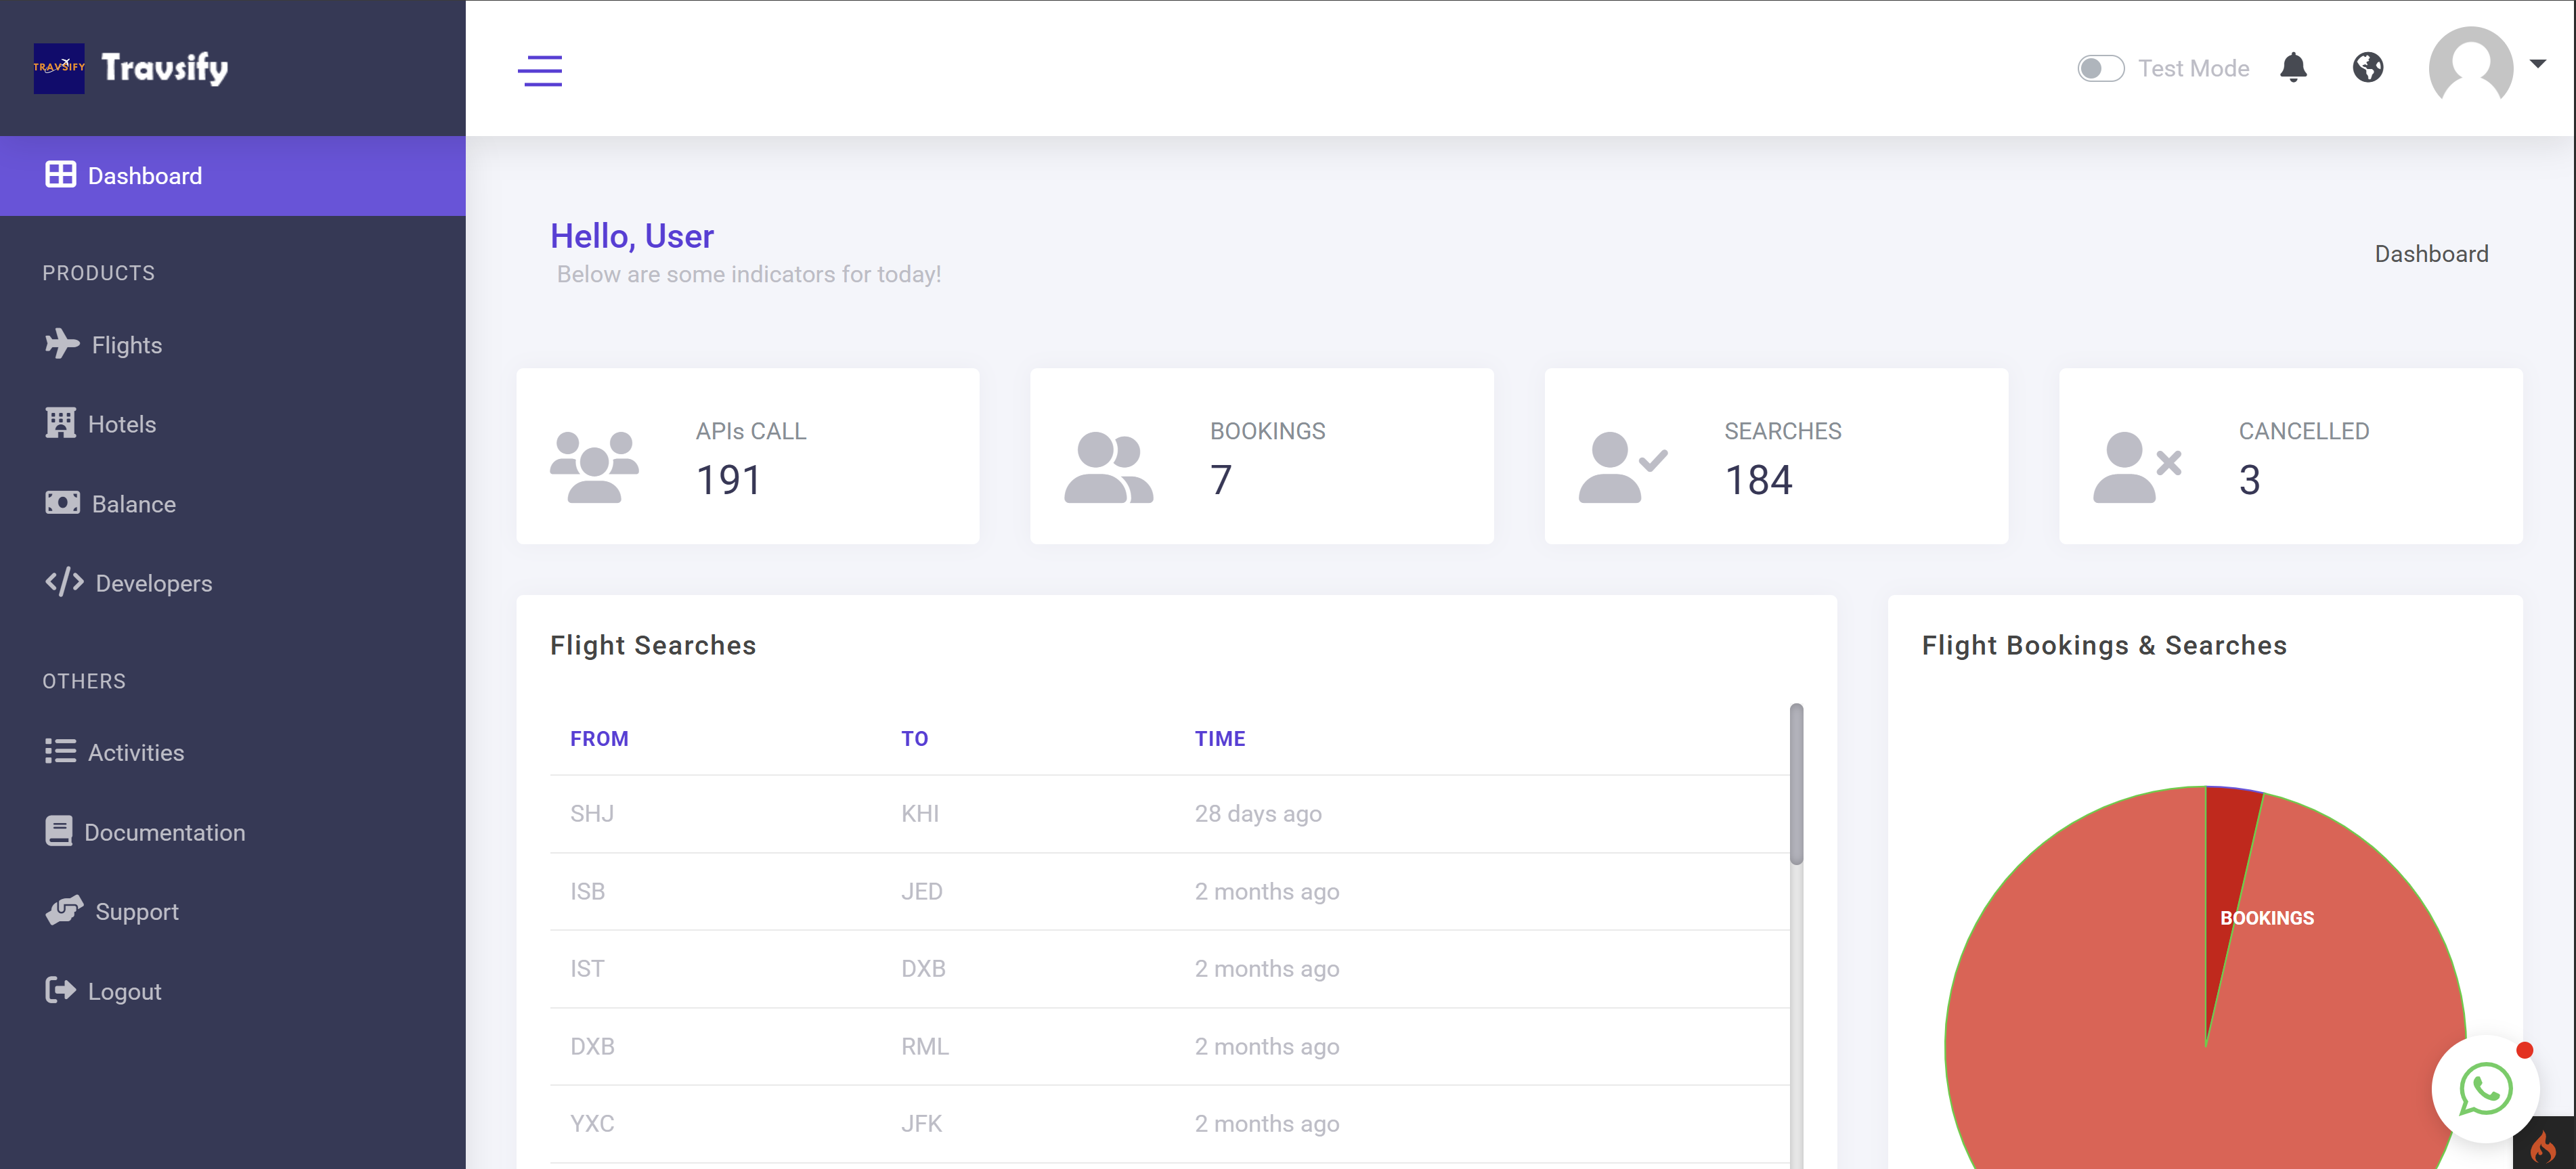 TRAVSIFY
Travsify
Test Mode
Dashboard
PRODUCTS
Flights
Hotels
Balance
Developers
OTHERS
Activities
Documentation
Support
Logout
Hello, User
Below are some indicators for today!
Dashboard
APIs CALL
191
BOOKINGS
7
SEARCHES
184
CANCELLED
3
Flight Searches
FROM TO TIME
SHJ KHI 28 days ago
ISB JED 2 months ago
IST DXB 2 months ago
DXB RML 2 months ago
YXC JFK 2 months ago
Flight Bookings & Searches
BOOKINGS